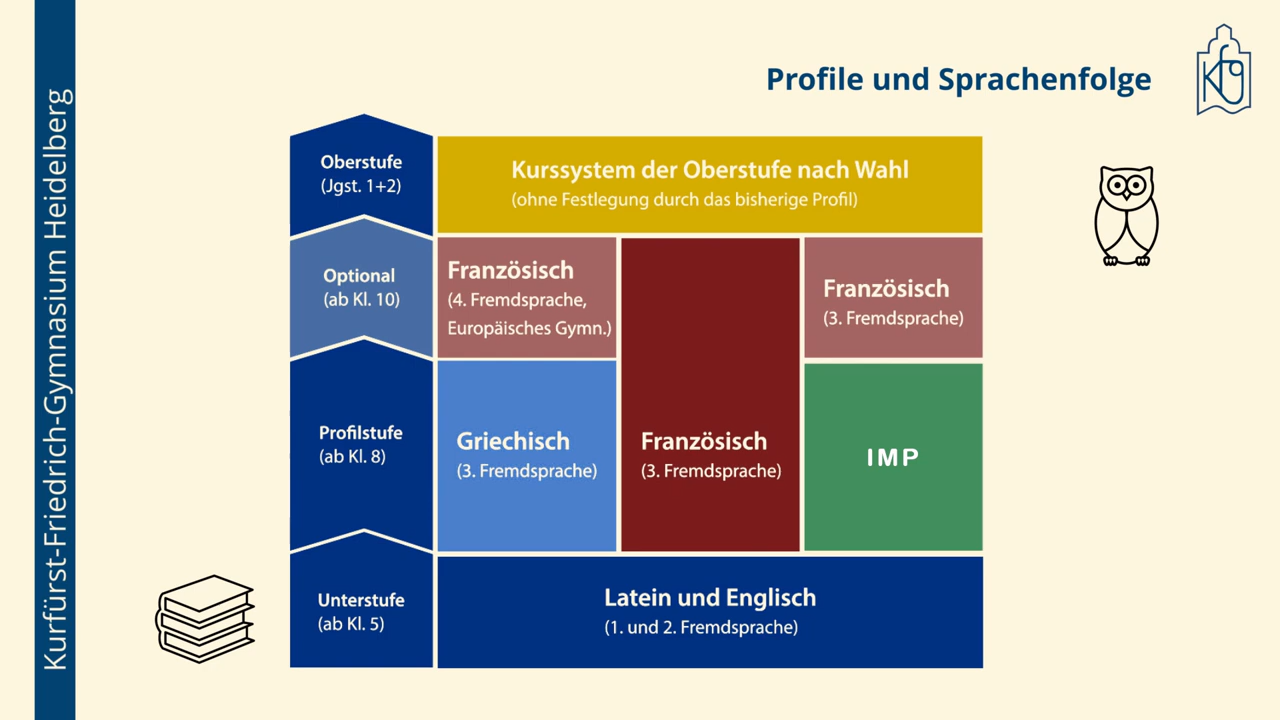 Kurfürst-Friedrich-Gymnasium Heidelberg
Profile und Sprachenfolge
Kfg
Oberstufe
(Jgst. 1+2)
Kurssystem der Oberstufe nach Wahl
(ohne Festlegung durch das bisherige Profil)
Optional
(ab Kl. 10)
Französisch
(4. Fremdsprache,
Europäisches Gymn.)
Französisch
(3. Fremdsprache)
Profilstufe
(ab Kl. 8)
Griechisch
(3. Fremdsprache)
Französisch
(3. Fremdsprache)
IMP
Unterstufe
(ab Kl. 5)
Latein und Englisch
(1. und 2. Fremdsprache)